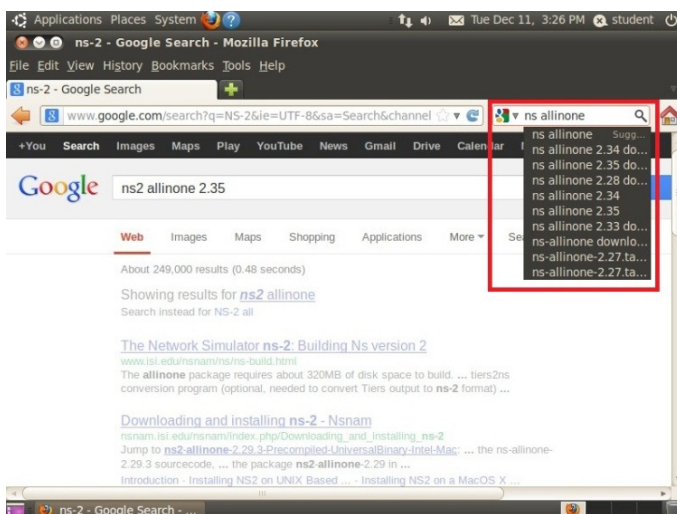 Applications Places System Tue Dec 11, 3:26 PM student
ns-2 - Google Search - Mozilla Firefox
File Edit View History Bookmarks Tools Help
ns-2 - Google Search
www.google.com/search?q=NS-2&ie=UTF-8&sa=Search&channel
ns allinone
ns allinone Sugg...
ns allinone 2.34 do...
ns allinone 2.35 do...
ns allinone 2.28 do...
ns allinone 2.34
ns allinone 2.35
ns allinone 2.33 do...
ns-allinone downlo...
ns-allinone-2.27.ta...
ns-allinone-2.27.ta...
+You Search Images Maps Play YouTube News Gmail Drive Calendar
Google ns2 allinone 2.35
Web Images Maps Shopping Applications More
About 249,000 results (0.48 seconds)
Showing results for ns2 allinone
Search instead for NS-2 all
The Network Simulator ns-2: Building Ns version 2
www.isi.edu/nsnam/ns/ns-build.html
The allinone package requires about 320MB of disk space to build. ... tiers2ns
conversion program (optional, needed to convert Tiers output to ns-2 format) ...
Downloading and installing ns-2 - Nsnam
nsnam.isi.edu/nsnam/index.php/Downloading_and_installing_ns-2
Jump to ns2-allinone-2.29.3-Precompiled-UniversalBinary-Intel-Mac: ... the ns-allinone-
2.29.3 sourcecode, ... the package ns2-allinone-2.29 in ...
Introduction - Installing NS2 on UNIX Based ... - Installing NS2 on a MacOS X ...
ns-2 - Google Search - ...